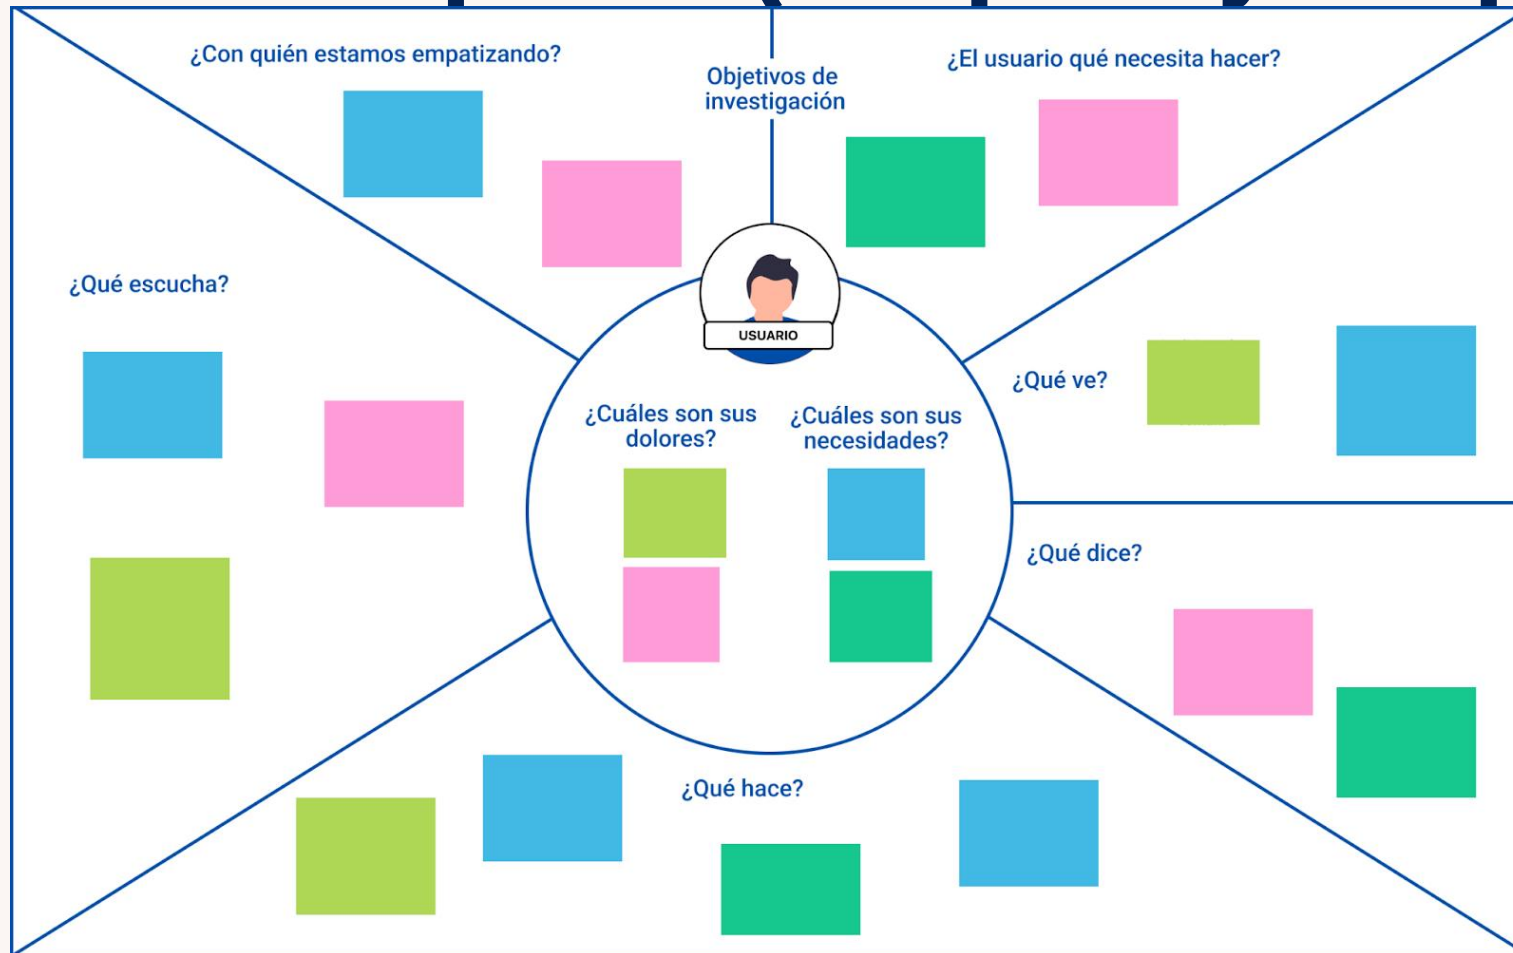 ¿Con quién estamos empatizando?
Objetivos de
investigación
¿El usuario qué necesita hacer?
¿Qué escucha?
USUARIO
¿Qué ve?
¿Cuáles son sus
dolores?
¿Cuáles son sus
necesidades?
¿Qué dice?
¿Qué hace?